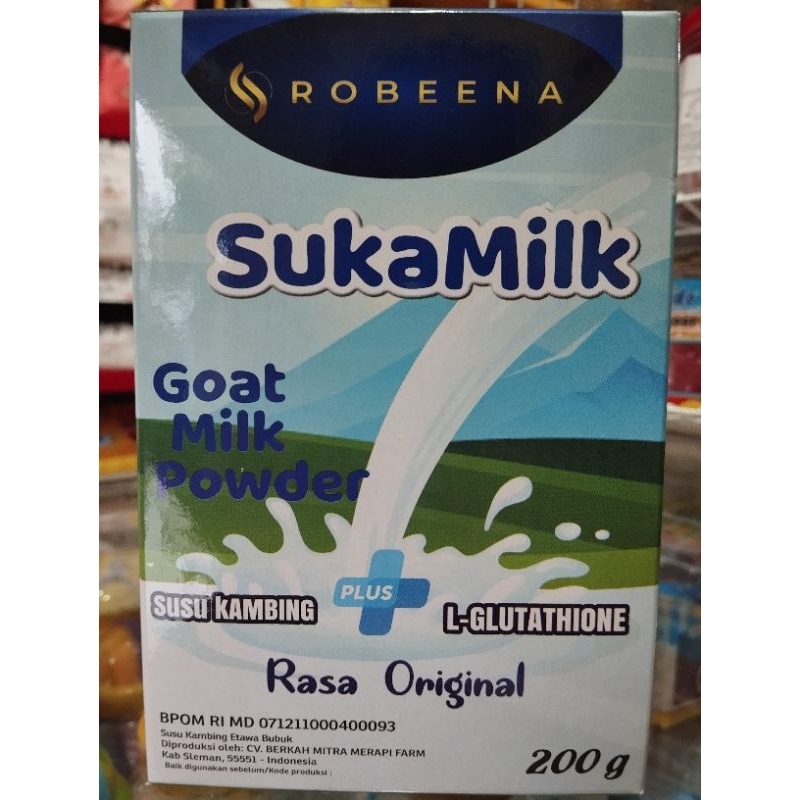 ROBEENA
SukaMilk
Goat
Milk
Powder
PLUS
SUSU KAMBING
L-GLUTATHIONE
Rasa Original
BPOM RI MD 071211000400093
Susu Kambing Etawa Bubuk
Diproduksi oleh: CV. BERKAH MITRA MERAPI FARM
Kab Sleman, 55551 - Indonesia
Baik digunakan sebelum/Kode produksi :
200 g